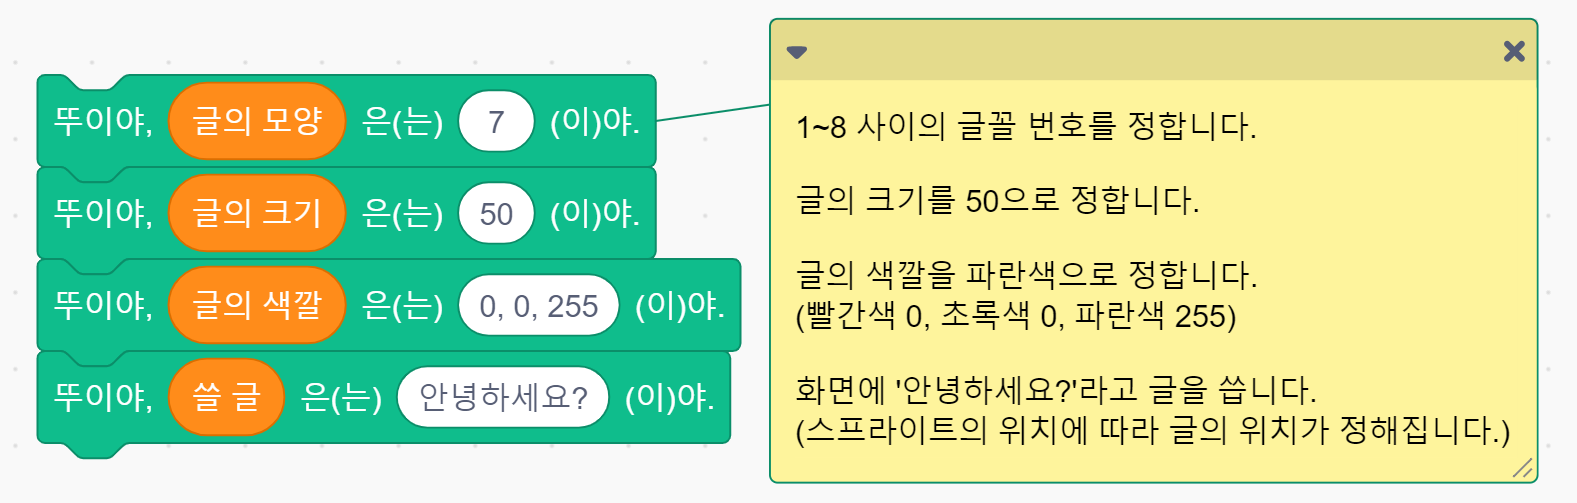 뚜이야, 글의 모양 은(는) 7 (이)야.
뚜이야, 글의 크기 은(는) 50 (이)야.
뚜이야, 글의 색깔 은(는) 0, 0, 255 (이)야.
뚜이야, 쓸 글 은(는) 안녕하세요? (이)야.
1~8 사이의 글꼴 번호를 정합니다.
글의 크기를 50으로 정합니다.
글의 색깔을 파란색으로 정합니다.
(빨간색 0, 초록색 0, 파란색 255)
화면에 '안녕하세요?'라고 글을 씁니다.
(스프라이트의 위치에 따라 글의 위치가 정해집니다.)